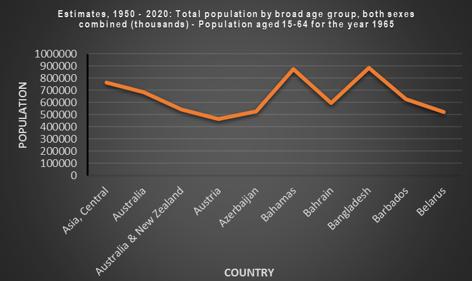 Estimates, 1950 - 2020: Total population by broad age group, both sexes
combined (thousands) - Population aged 15-64 for the year 1965
POPULATION
1000000
900000
800000
700000
600000
500000
400000
300000
200000
100000
0
Asia, Central
Australia
Australia & New Zealand
Austria
Azerbaijan
Bahamas
Bahrain
Bangladesh
Barbados
Belarus
COUNTRY